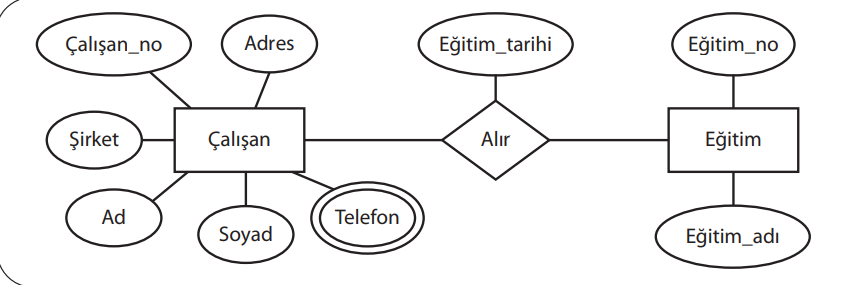 Çalışan_no
Adres
Eğitim_tarihi
Eğitim_no
Şirket
Çalışan
Alır
Eğitim
Ad
Soyad
Telefon
Eğitim_adı